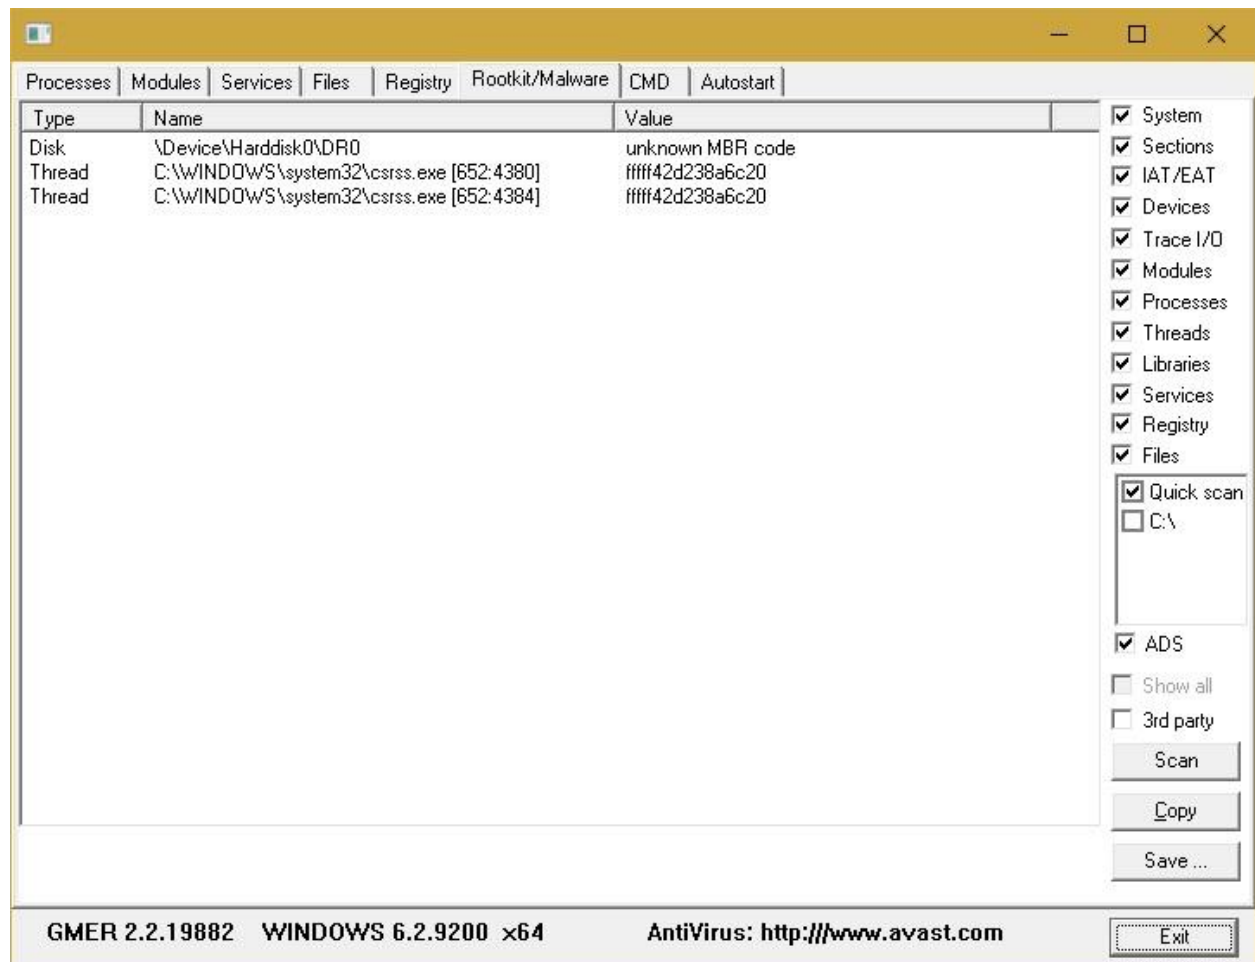 Processes Modules Services Files Registry Rootkit/Malware CMD Autostart
Type Name Value
Disk \Device\Harddisk0\DR0 unknown MBR code
Thread C:\WINDOWS\system32\csrss.exe [652:4380] fffff42d238a6c20
Thread C:\WINDOWS\system32\csrss.exe [652:4384] fffff42d238a6c20
System
Sections
IAT/EAT
Devices
Trace I/O
Modules
Processes
Threads
Libraries
Services
Registry
Files
Quick scan
C:\
ADS
Show all
3rd party
Scan
Copy
Save ...
GMER 2.2.19882 WINDOWS 6.2.9200 x64 AntiVirus: http:///www.avast.com Exit